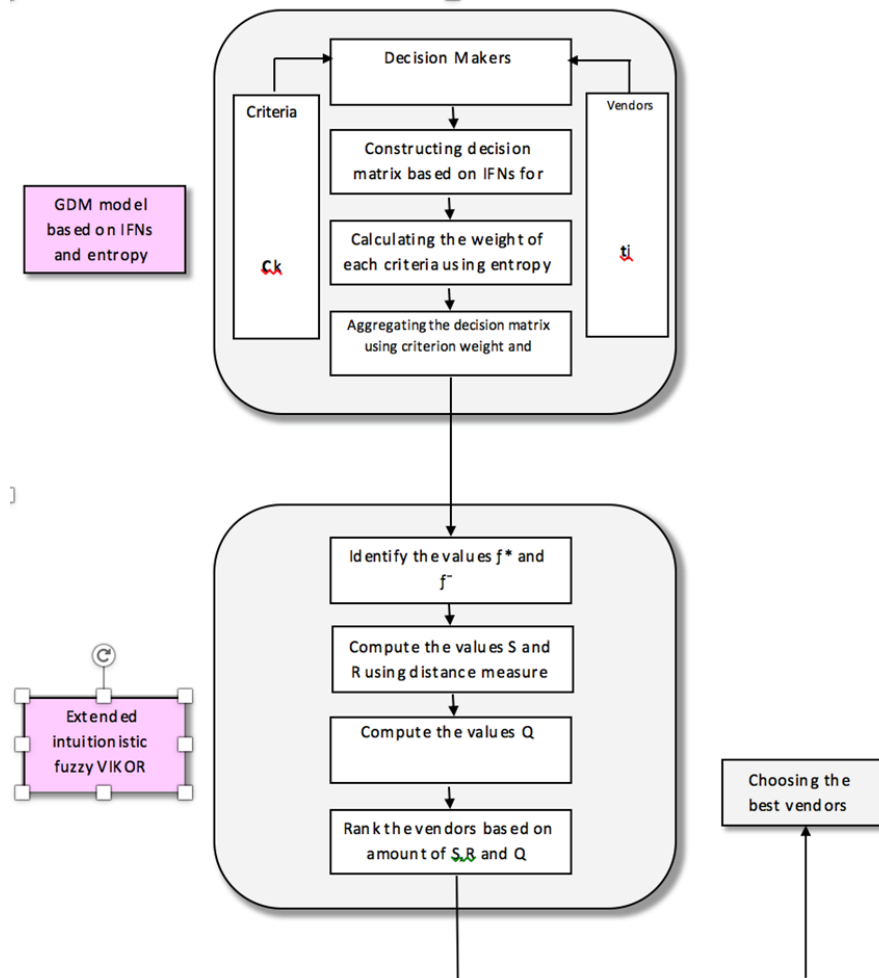 Decision Makers
Criteria
Ck
Vendors
tj
Constructing decision
matrix based on IFNs for
GDM model
based on IFNs
and entropy
Calculating the weight of
each criteria using entropy
Aggregating the decision matrix
using criterion weight and
Identify the values ƒ* and
ƒ⁻
Compute the values S and
R using distance measure
Extended
intuitionistic
fuzzy VIKOR
Compute the values Q
Choosing the
best vendors
Rank the vendors based on
amount of S,R and Q